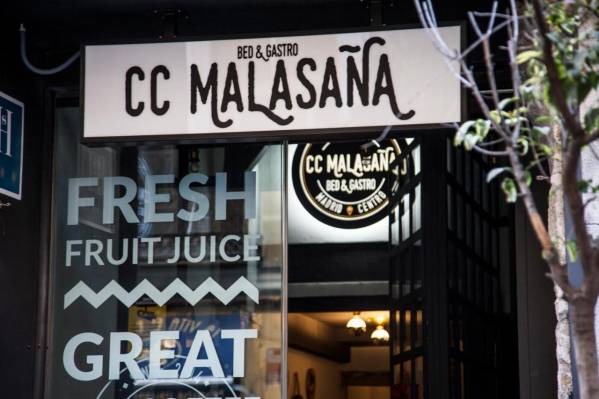 BED & GASTRO
CC MALASAÑA
CC MALASAÑA
BED & GASTRO
MADRID CENTRO
FRESH
FRUIT JUICE
GREAT
H